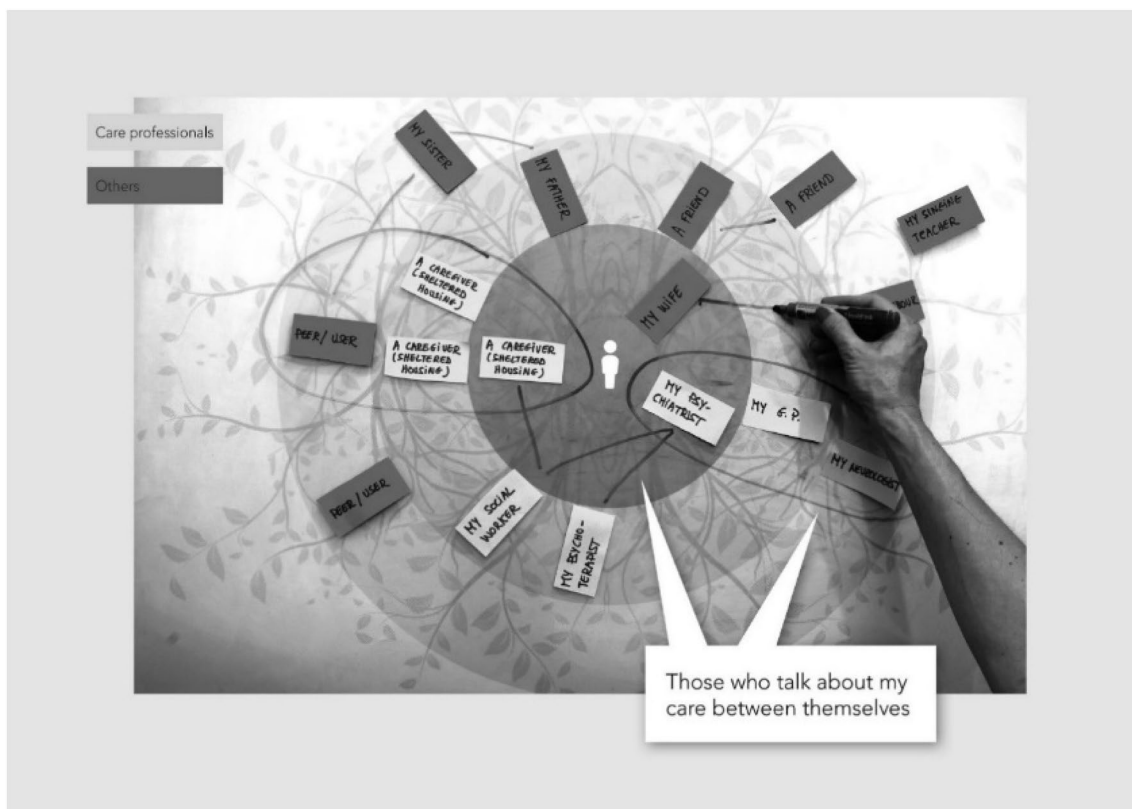 Care professionals
Others
MY SISTER
MY FATHER
A FRIEND
A FRIEND
MY SINGING
TEACHER
A CAREGIVER
(SHELTERED
HOUSING)
MY WIFE
PEER/USER
A CAREGIVER
(SHELTERED
HOUSING)
A CAREGIVER
(SHELTERED
HOUSING)
MY PSY-
CHIATRIST
MY G.P.
MY NEUROLOGIST
PEER/USER
MY SOCIAL
WORKER
MY PSYCHO-
TERAPIST
Those who talk about my
care between themselves